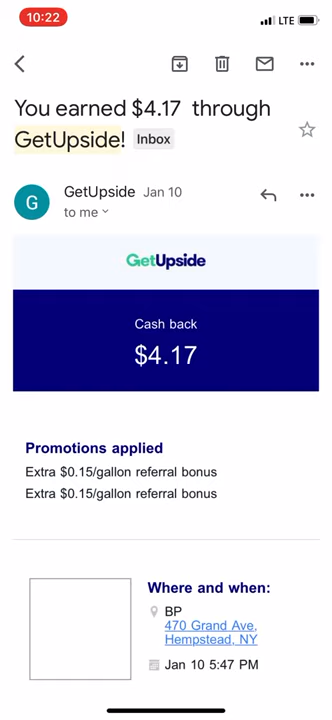 10:22
LTE
You earned $4.17 through
GetUpside! Inbox
G
GetUpside Jan 10
to me
GetUpside
Cash back
$4.17
Promotions applied
Extra $0.15/gallon referral bonus
Extra $0.15/gallon referral bonus
Where and when:
BP
470 Grand Ave,
Hempstead, NY
Jan 10 5:47 PM